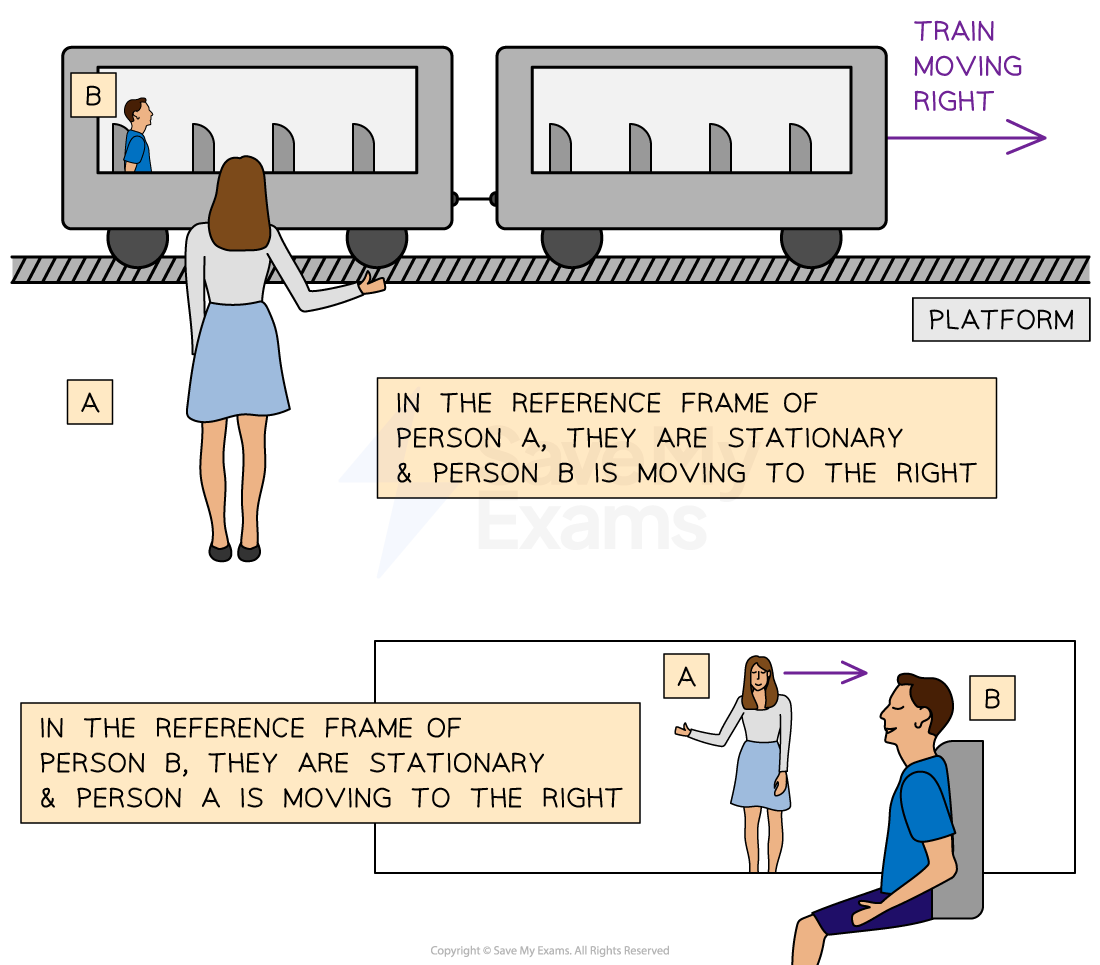 TRAIN
MOVING
RIGHT
B
PLATFORM
A
IN THE REFERENCE FRAME OF
PERSON A, THEY ARE STATIONARY
& PERSON B IS MOVING TO THE RIGHT
Save My
Exams
A
B
IN THE REFERENCE FRAME OF
PERSON B, THEY ARE STATIONARY
& PERSON A IS MOVING TO THE RIGHT
Copyright © Save My Exams. All Rights Reserved